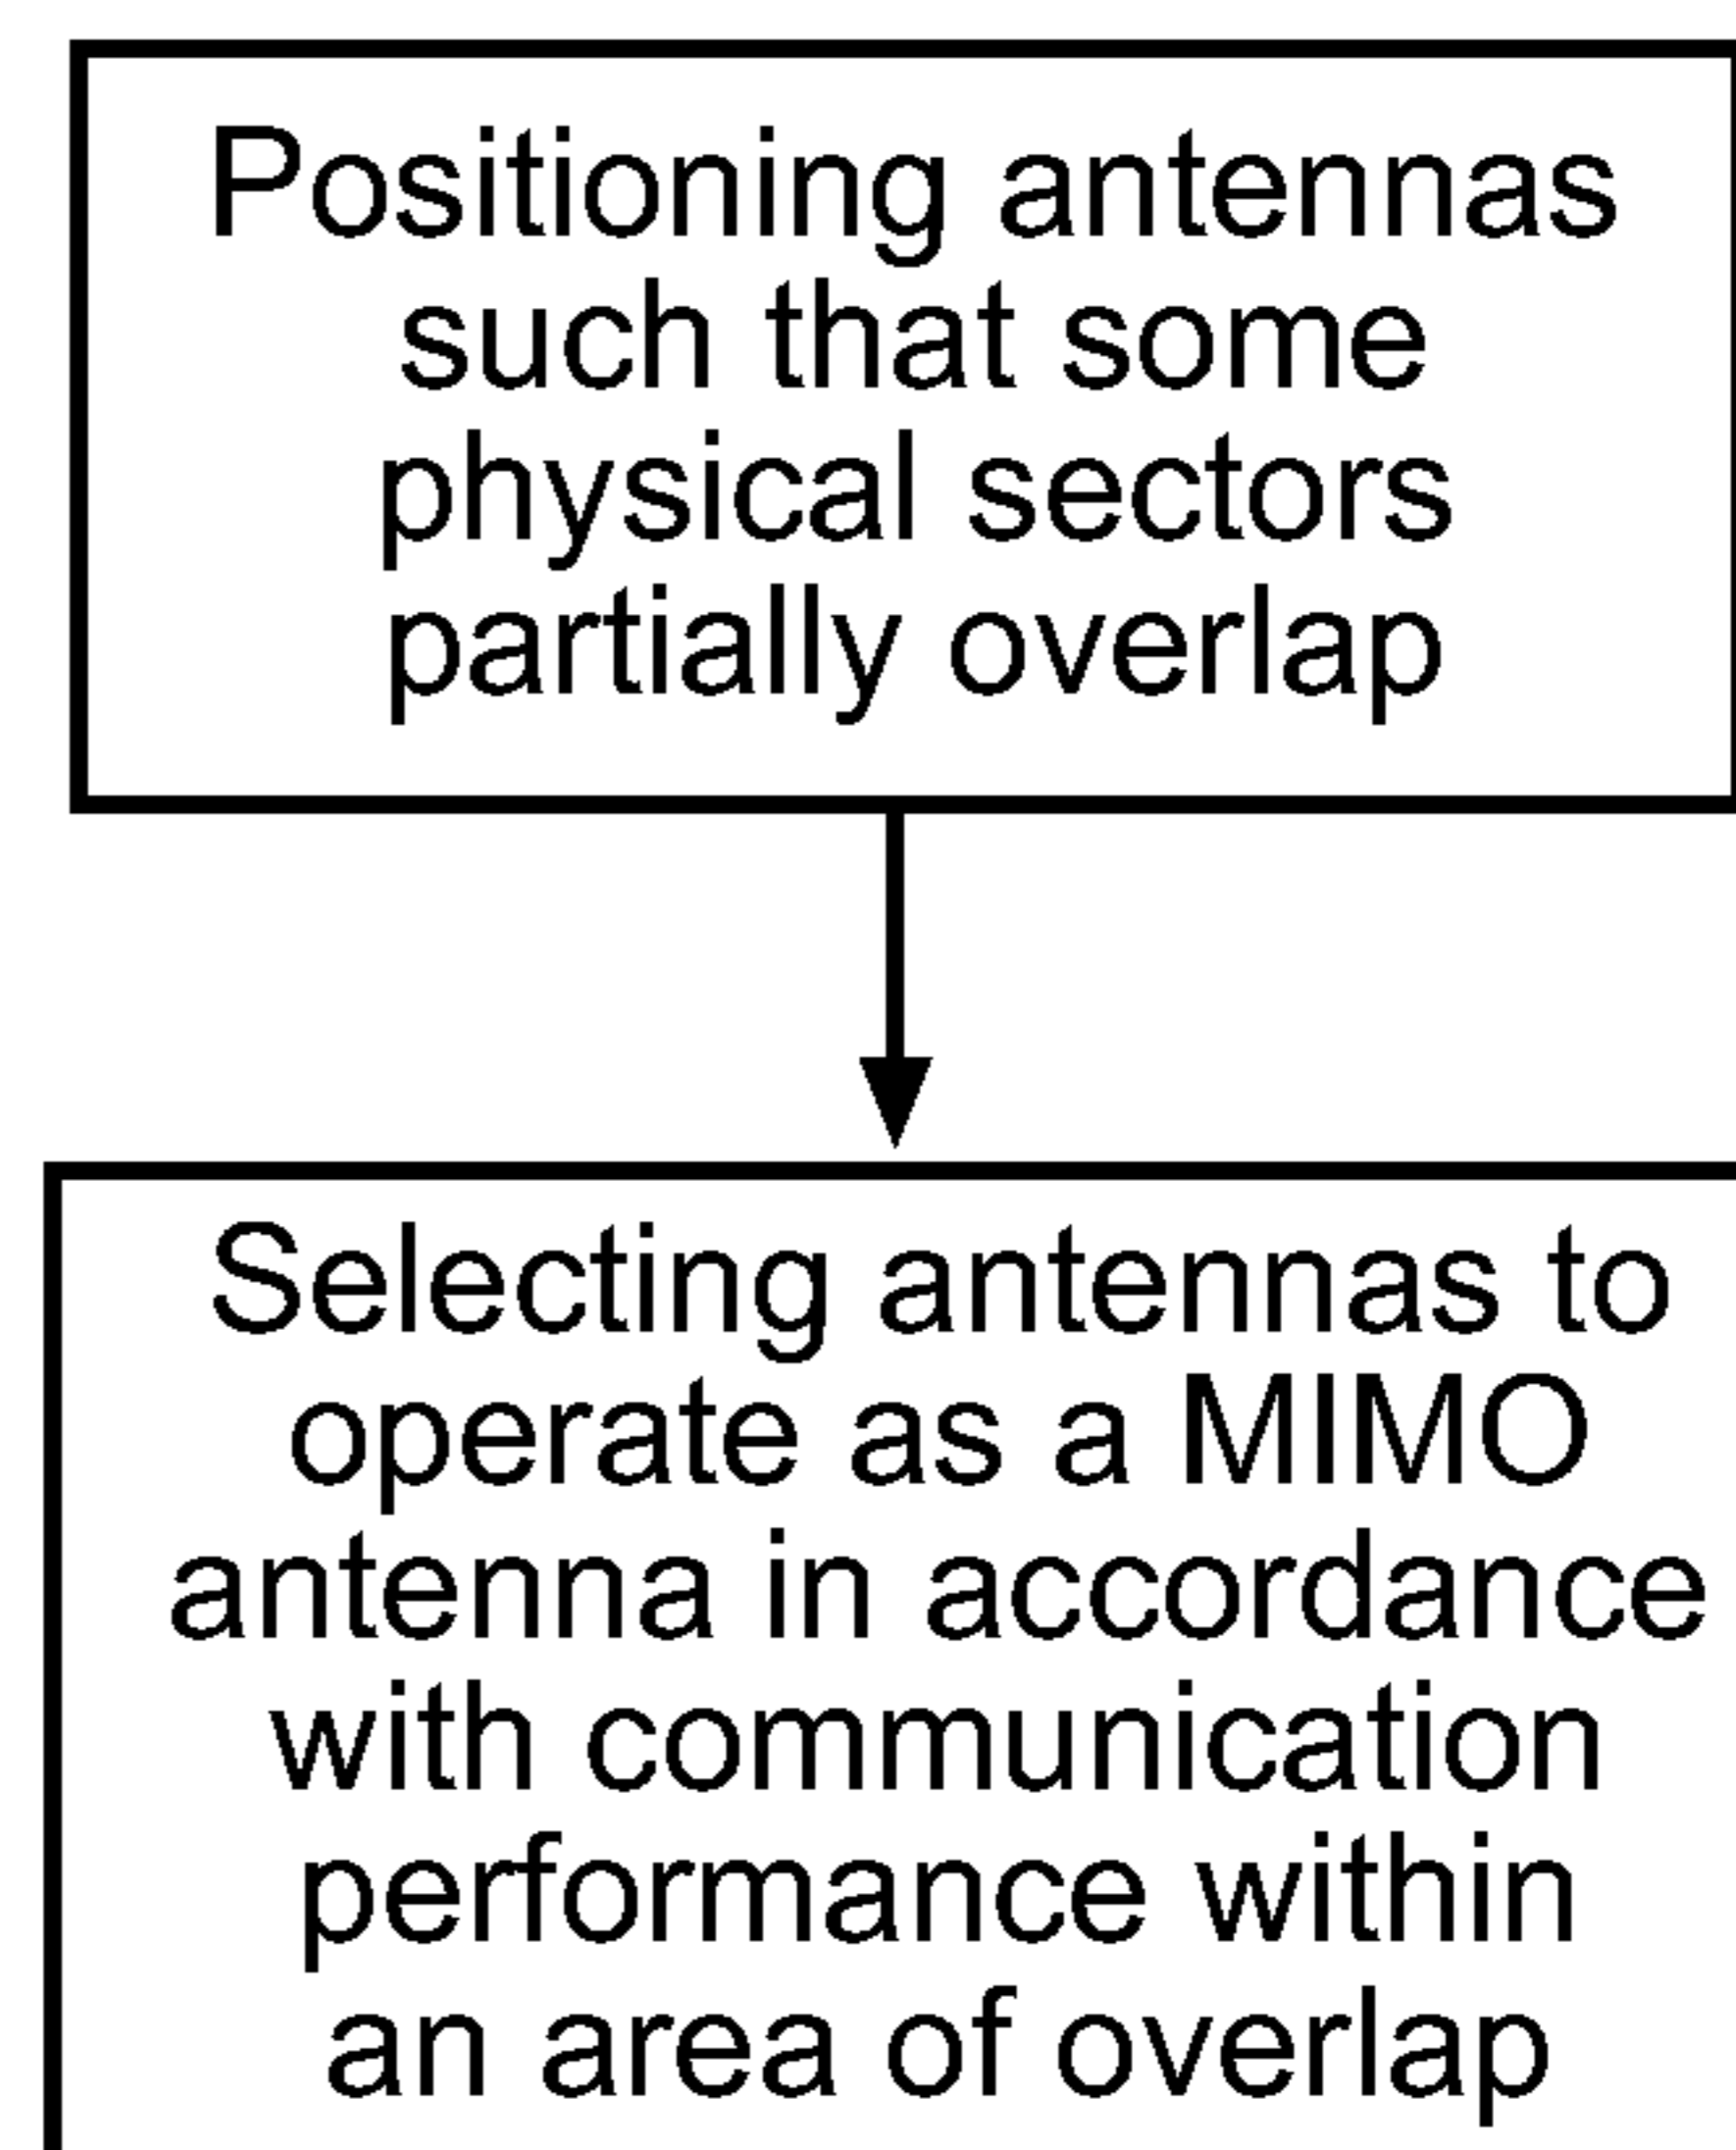 Positioning antennas
such that some
physical sectors
partially overlap
Selecting antennas to
operate as a MIMO
antenna in accordance
with communication
performance within
an area of overlap